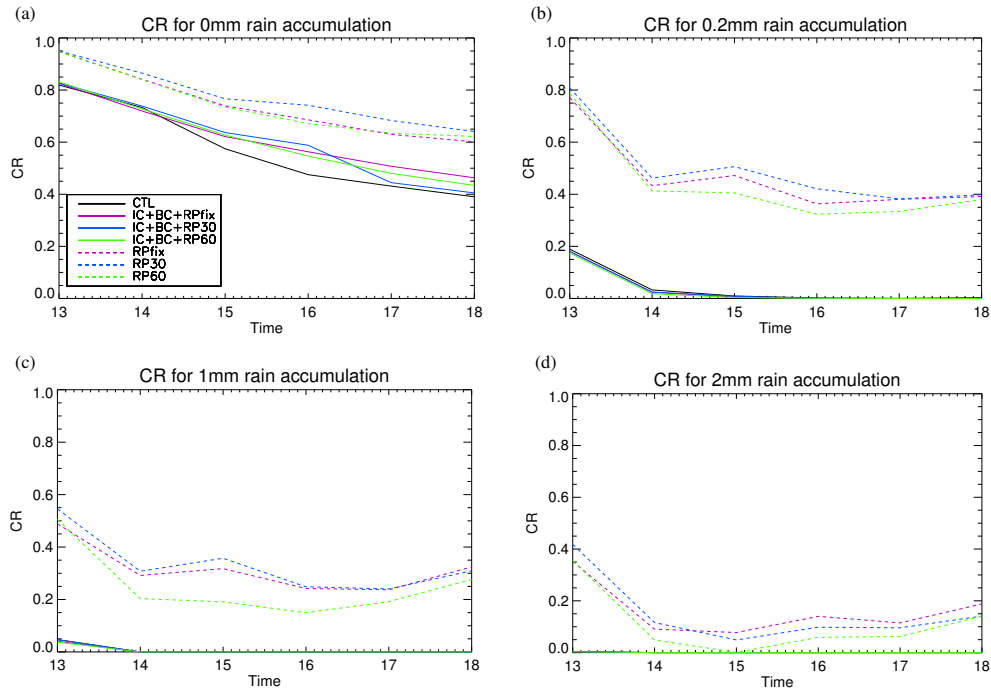 (a)
CR for 0mm rain accumulation
1.0
0.8
0.6
0.4
0.2
0.0
CR
13 14 15 16 17 18
Time
CTL
IC+BC+RPfix
IC+BC+RP30
IC+BC+RP60
RPfix
RP30
RP60
(b)
CR for 0.2mm rain accumulation
1.0
0.8
0.6
0.4
0.2
0.0
CR
13 14 15 16 17 18
Time
(c)
CR for 1mm rain accumulation
1.0
0.8
0.6
0.4
0.2
0.0
CR
13 14 15 16 17 18
Time
(d)
CR for 2mm rain accumulation
1.0
0.8
0.6
0.4
0.2
0.0
CR
13 14 15 16 17 18
Time